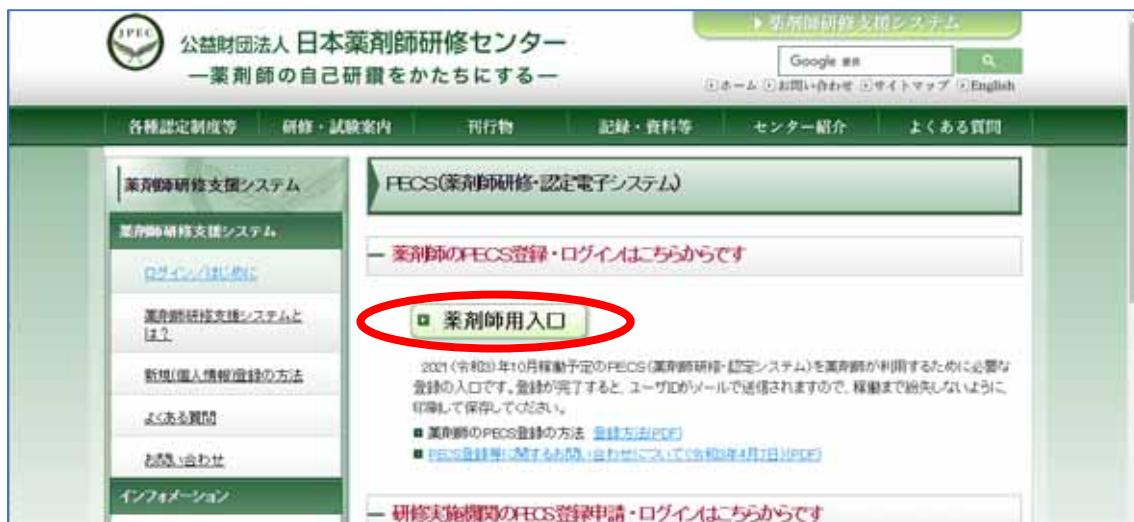 JPEC
公益財団法人 日本薬剤師研修センター
―薬剤師の自己研鑽をかたちにする―
薬剤師研修支援システム
Google 提供
ホーム お問い合わせ サイトマップ English
各種認定制度等 研修・試験案内 刊行物 記録・資料等 センター紹介 よくある質問
薬剤師研修支援システム
薬剤師研修支援システム
ログイン/はじめに
薬剤師研修支援システムと
は?
新規(個人情報)登録の方法
よくある質問
お問い合わせ
インフォメーション
PECS(薬剤師研修・認定電子システム)
薬剤師のPECS登録・ログインはこちらからです
薬剤師用入口
2021(令和3)年10月稼働予定のPECS(薬剤師研修・認定システム)を薬剤師が利用するために必要な
登録の入口です。登録が完了すると、ユーザIDがメールで送信されますので、稼働まで紛失しないように、
印刷して保存してください。
薬剤師のPECS登録の方法 登録方法(PDF)
PECS登録等に関するお問い合わせについて(令和3年4月7日)(PDF)
研修実施機関のPECS登録申請・ログインはこちらからです